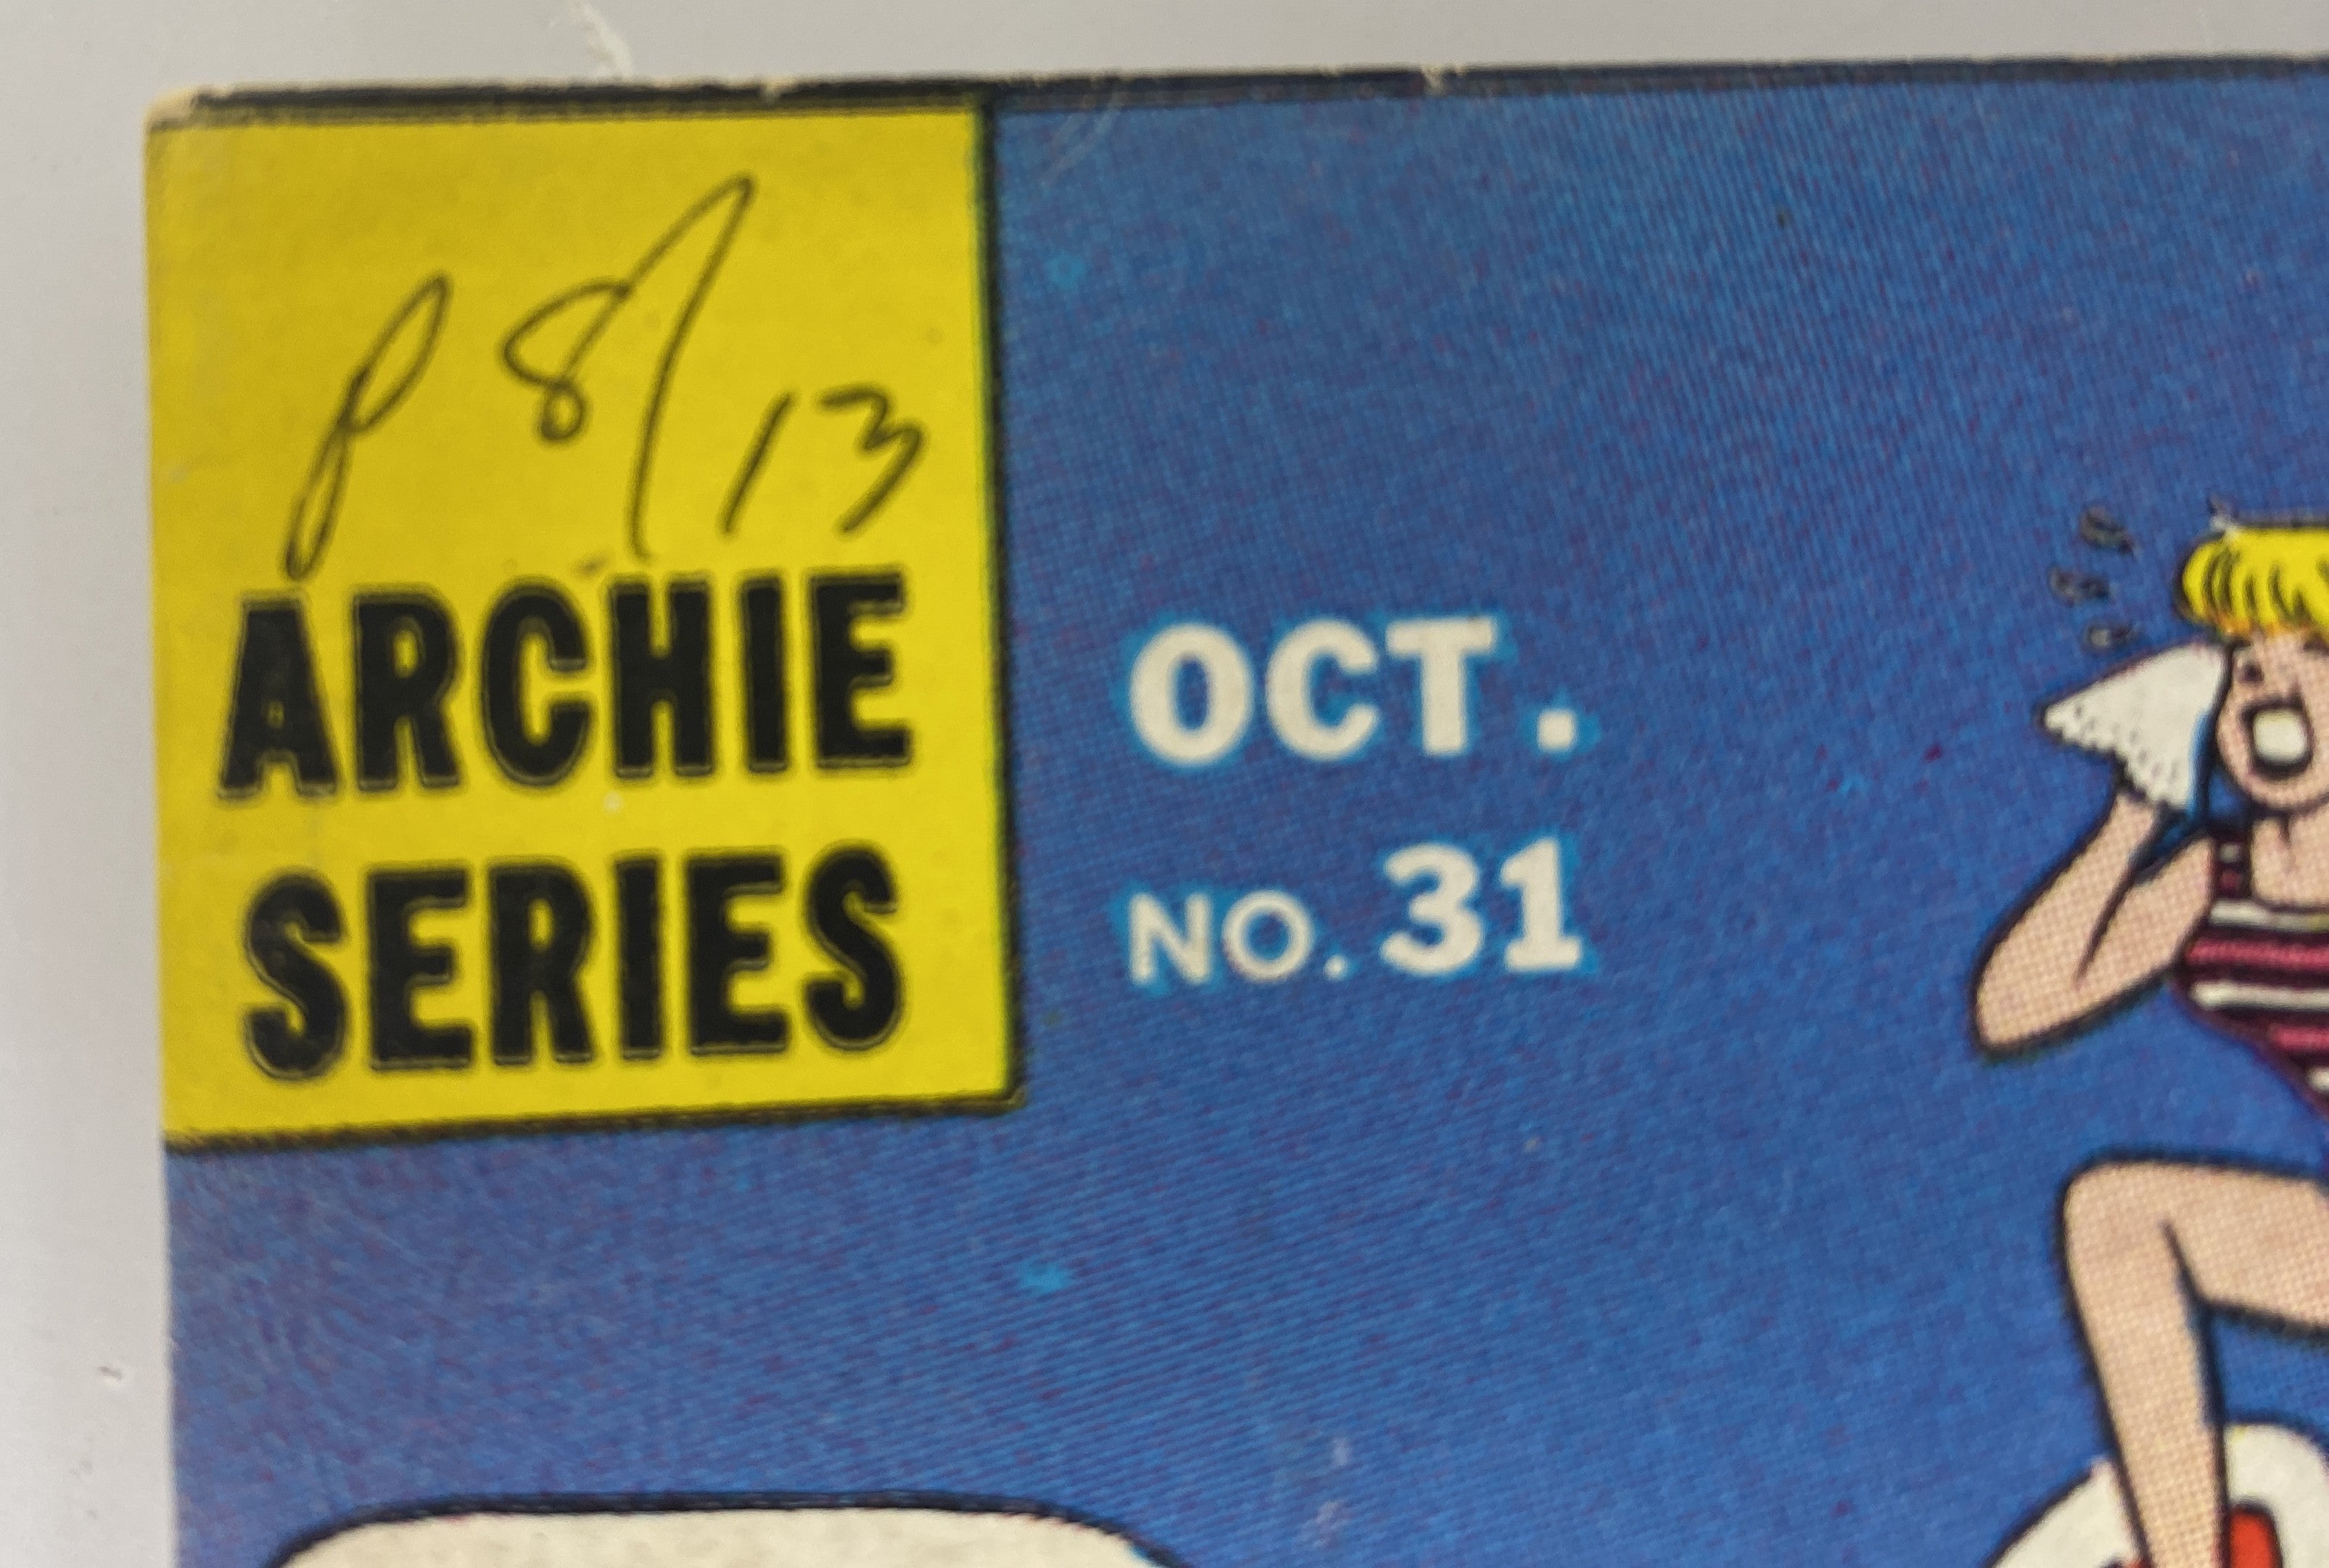 P 8/13
ARCHIE
SERIES
OCT.
NO. 31